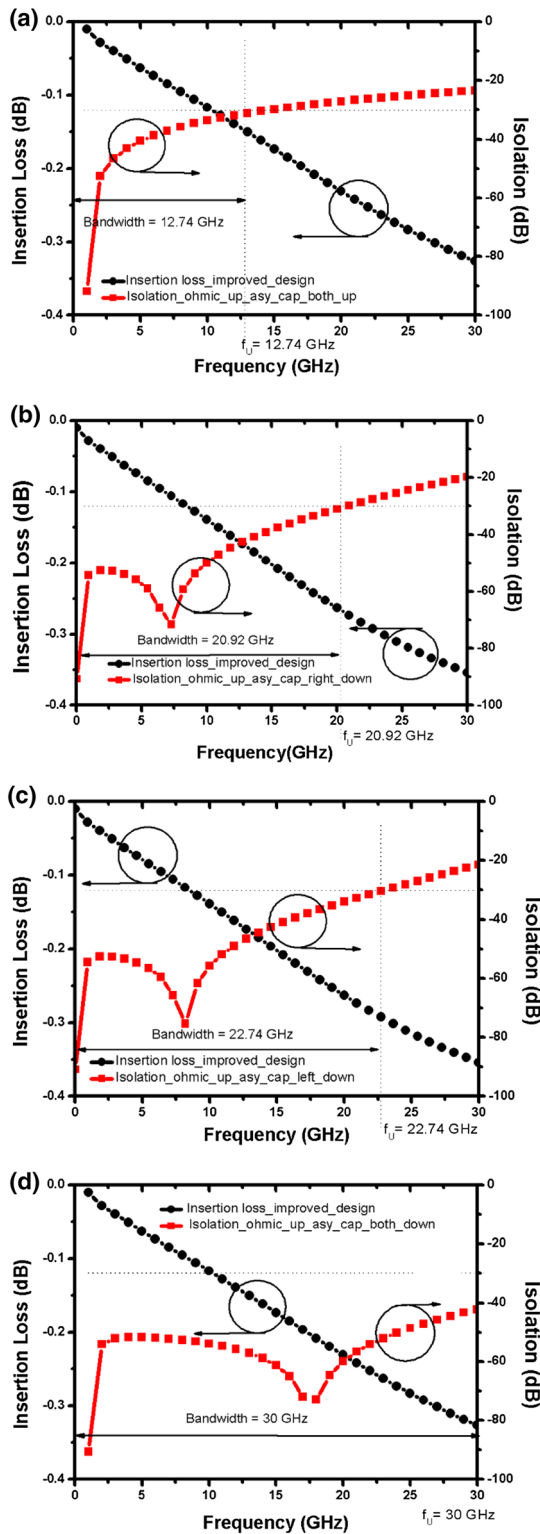 (a)
0.0
-0.1
-0.2
-0.3
-0.4
Insertion Loss (dB)
0
-20
-40
-60
-80
-100
Isolation (dB)
Bandwidth = 12.74 GHz
Insertion loss_improved_design
Isolation_ohmic_up_asy_cap_both_up
0 5 10 15 20 25 30
fU= 12.74 GHz
Frequency (GHz)
(b)
0.0
-0.1
-0.2
-0.3
-0.4
Insertion Loss (dB)
0
-20
-40
-60
-80
-100
Isolation (dB)
Bandwidth = 20.92 GHz
Insertion loss_improved_design
Isolation_ohmic_up_asy_cap_right_down
0 5 10 15 20 25 30
Frequency(GHz)
fU= 20.92 GHz
(c)
0.0
-0.1
-0.2
-0.3
-0.4
Insertion Loss (dB)
0
-20
-40
-60
-80
-100
Isolation (dB)
Bandwidth = 22.74 GHz
Insertion loss_improved_design
Isolation_ohmic_up_asy_cap_left_down
0 5 10 15 20 25 30
Frequency (GHz)
fU= 22.74 GHz
(d)
0.0
-0.1
-0.2
-0.3
-0.4
Insertion Loss (dB)
0
-20
-40
-60
-80
-100
Isolation (dB)
Insertion loss_improved_design
Isolation_ohmic_up_asy_cap_both_down
Bandwidth = 30 GHz
0 5 10 15 20 25 30
Frequency (GHz)
fU= 30 GHz